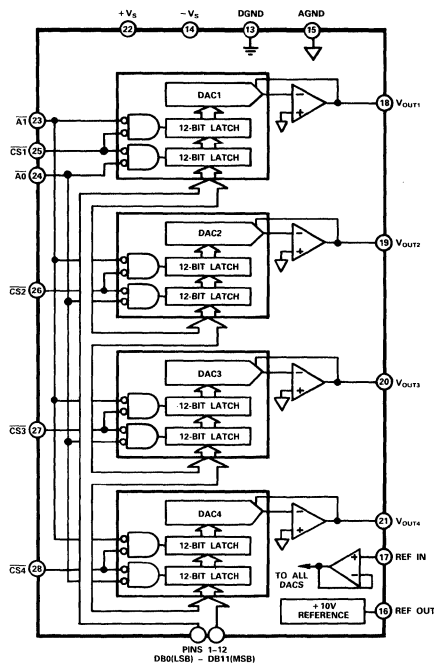 + VS
− VS
DGND
AGND
22
14
13
15
DAC1
A1 23
12-BIT LATCH
18 VOUT1
CS1 25
12-BIT LATCH
A0 24
DAC2
19 VOUT2
12-BIT LATCH
CS2 26
12-BIT LATCH
DAC3
20 VOUT3
12-BIT LATCH
CS3 27
12-BIT LATCH
DAC4
21 VOUT4
12-BIT LATCH
17 REF IN
CS4 28
12-BIT LATCH
TO ALL
DACS
+10V
REFERENCE
16 REF OUT
PINS 1–12
DB0(LSB) – DB11(MSB)